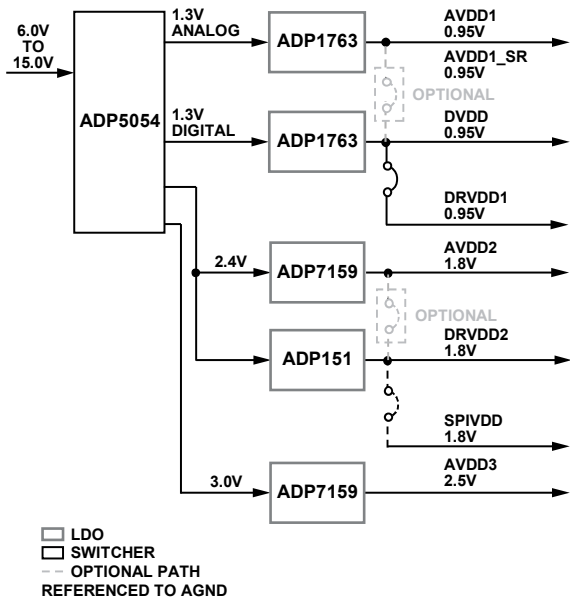 6.0V
TO
15.0V
ADP5054
1.3V
ANALOG
ADP1763
AVDD1
0.95V
AVDD1_SR
0.95V
OPTIONAL
1.3V
DIGITAL
ADP1763
DVDD
0.95V
DRVDD1
0.95V
2.4V
ADP7159
AVDD2
1.8V
OPTIONAL
ADP151
DRVDD2
1.8V
SPIVDD
1.8V
3.0V
ADP7159
AVDD3
2.5V
LDO
SWITCHER
OPTIONAL PATH
REFERENCED TO AGND